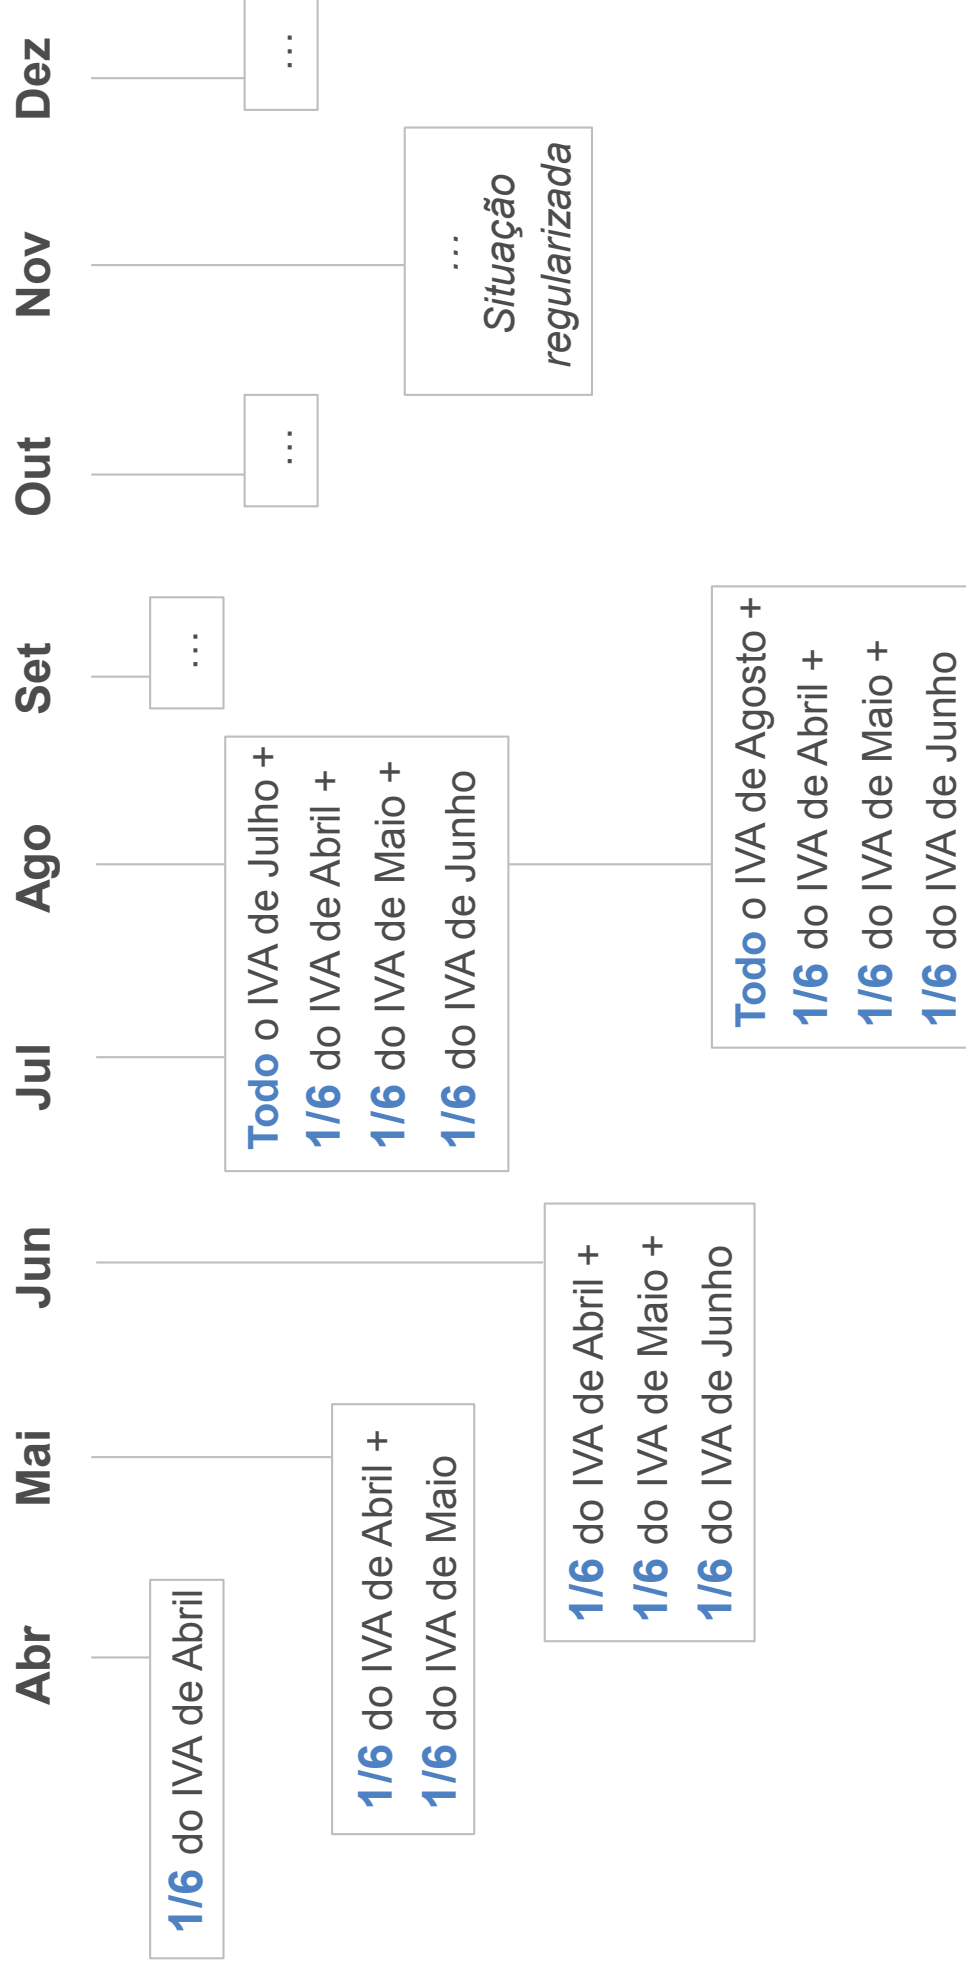 Abr
Mai
Jun
Jul
Ago
Set
Out
Nov
Dez
1/6 do IVA de Abril
1/6 do IVA de Abril +
1/6 do IVA de Maio
1/6 do IVA de Abril +
1/6 do IVA de Maio +
1/6 do IVA de Junho
Todo o IVA de Julho +
1/6 do IVA de Abril +
1/6 do IVA de Maio +
1/6 do IVA de Junho
Todo o IVA de Agosto +
1/6 do IVA de Abril +
1/6 do IVA de Maio +
1/6 do IVA de Junho
…
…
…
Situação
regularizada
…